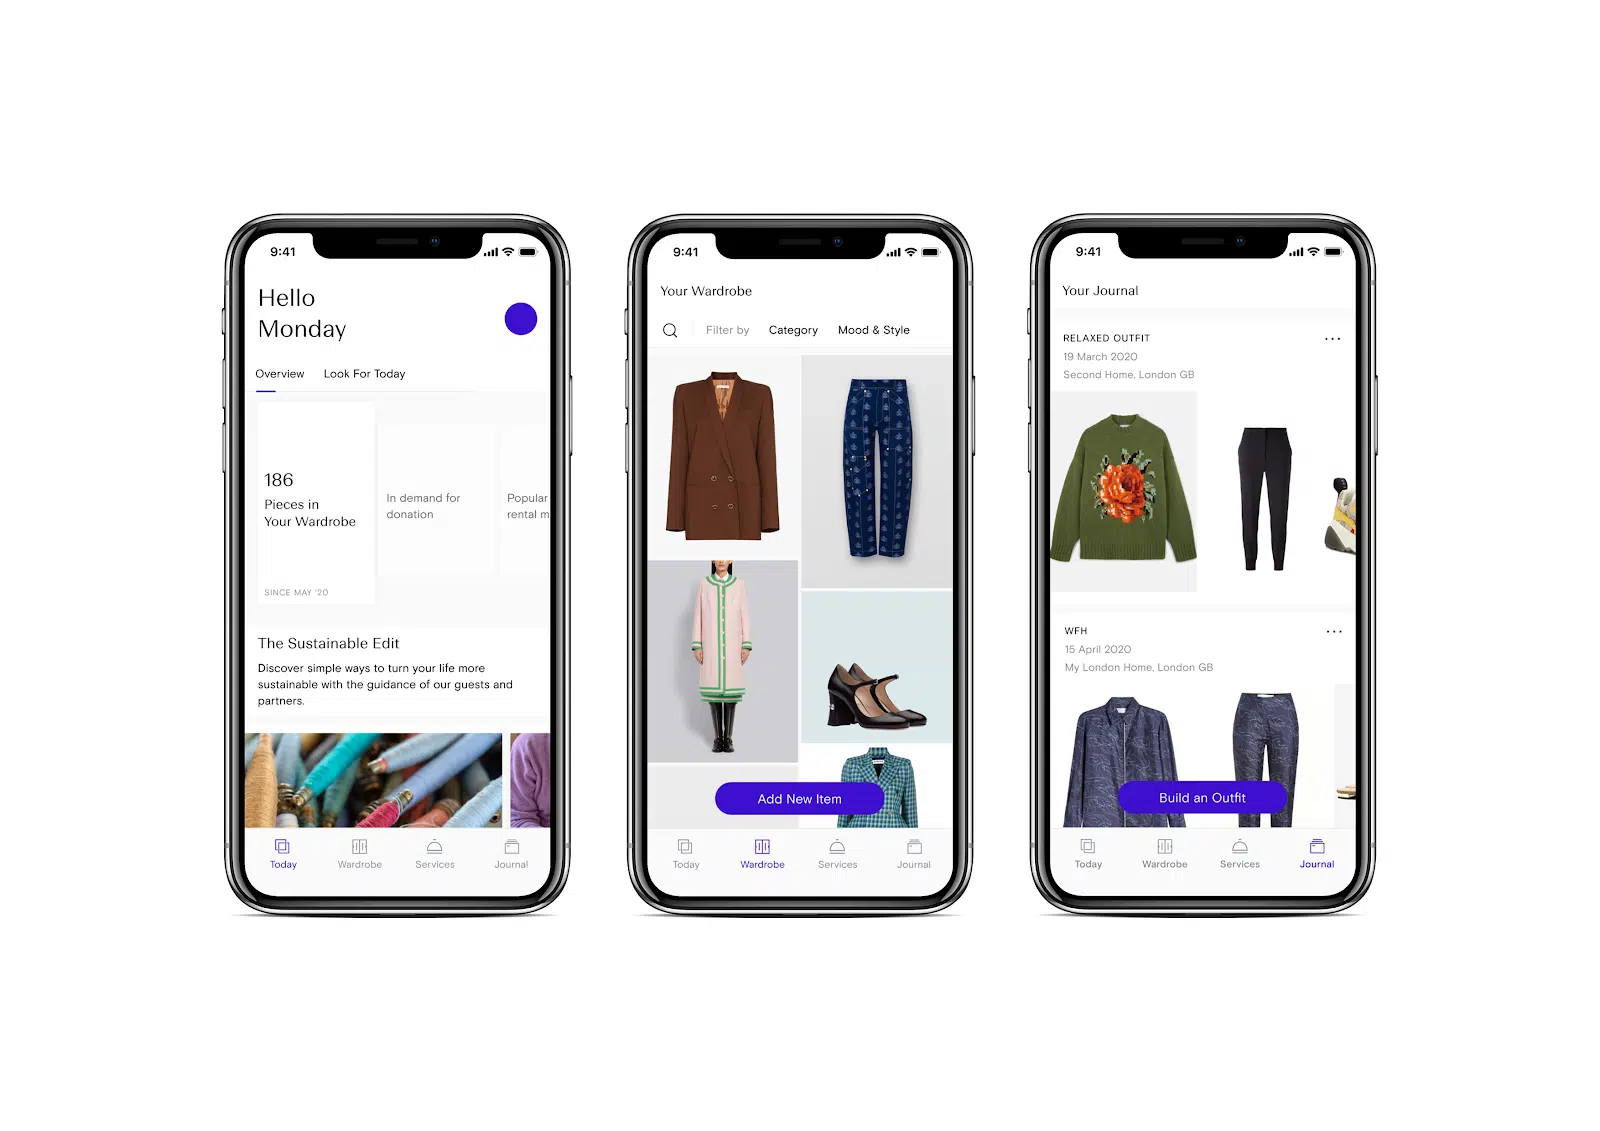 9:41
Hello
Monday
Overview
Look For Today
186
Pieces in
Your Wardrobe
SINCE MAY '20
In demand for
donation
Popular
rental m
The Sustainable Edit
Discover simple ways to turn your life more
sustainable with the guidance of our guests and
partners.
Today
Wardrobe
Services
Journal
9:41
Your Wardrobe
Filter by
Category
Mood & Style
Add New Item
Today
Wardrobe
Services
Journal
9:41
Your Journal
RELAXED OUTFIT
19 March 2020
Second Home, London GB
WFH
15 April 2020
My London Home, London GB
Build an Outfit
Today
Wardrobe
Services
Journal